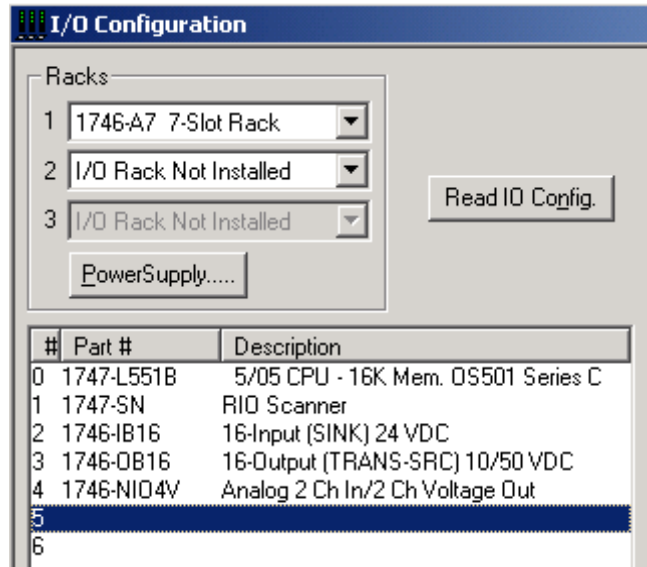 I/O Configuration
Racks
1 1746-A7 7-Slot Rack
2 I/O Rack Not Installed
Read IO Config.
3 I/O Rack Not Installed
PowerSupply.....
# Part # Description
0 1747-L551B 5/05 CPU - 16K Mem. OS501 Series C
1 1747-SN RIO Scanner
2 1746-IB16 16-Input (SINK) 24 VDC
3 1746-OB16 16-Output (TRANS-SRC) 10/50 VDC
4 1746-NIO4V Analog 2 Ch In/2 Ch Voltage Out
5
6